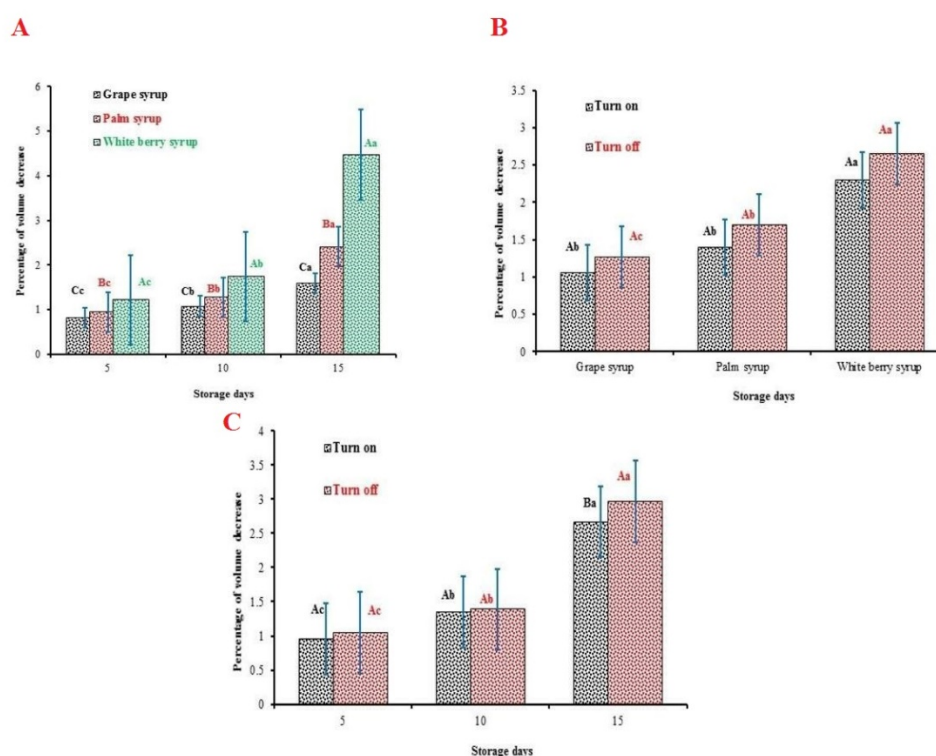 A
Percentage of volume decrease
6
5
4
3
2
1
0
Grape syrup
Palm syrup
White berry syrup
Cc
Bc
Ac
Cb
Bb
Ab
Ca
Ba
Aa
5
10
15
Storage days
B
Percentage of volume decrease
3.5
3
2.5
2
1.5
1
0.5
0
Turn on
Turn off
Ab
Ac
Ab
Ab
Aa
Aa
Grape syrup
Palm syrup
White berry syrup
Storage days
C
Percentage of volume decrease
4
3.5
3
2.5
2
1.5
1
0.5
0
Turn on
Turn off
Ac
Ac
Ab
Ab
Ba
Aa
5
10
15
Storage days